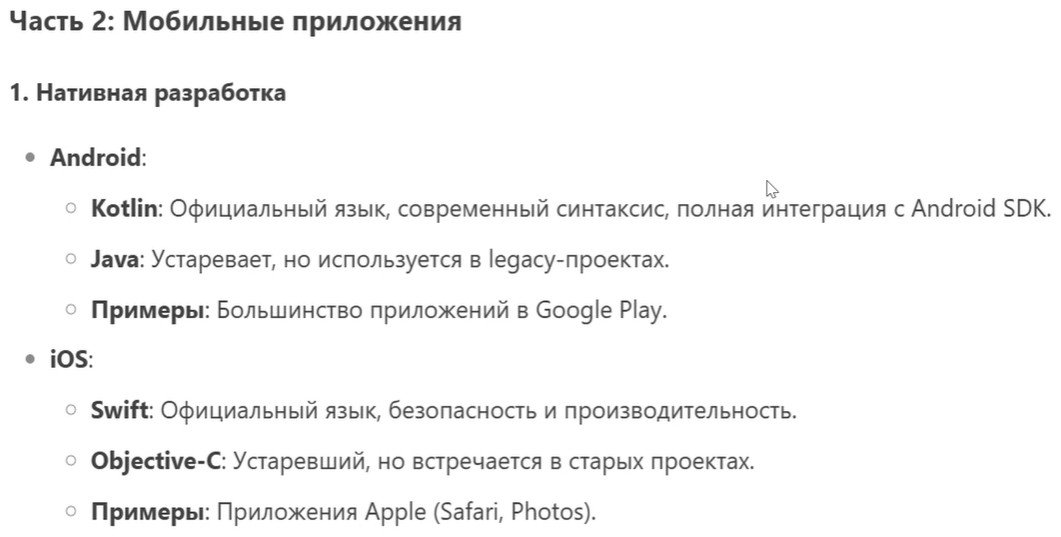 Часть 2: Мобильные приложения
1. Нативная разработка
Android:
Kotlin: Официальный язык, современный синтаксис, полная интеграция с Android SDK.
Java: Устаревает, но используется в legacy-проектах.
Примеры: Большинство приложений в Google Play.
iOS:
Swift: Официальный язык, безопасность и производительность.
Objective-C: Устаревший, но встречается в старых проектах.
Примеры: Приложения Apple (Safari, Photos).